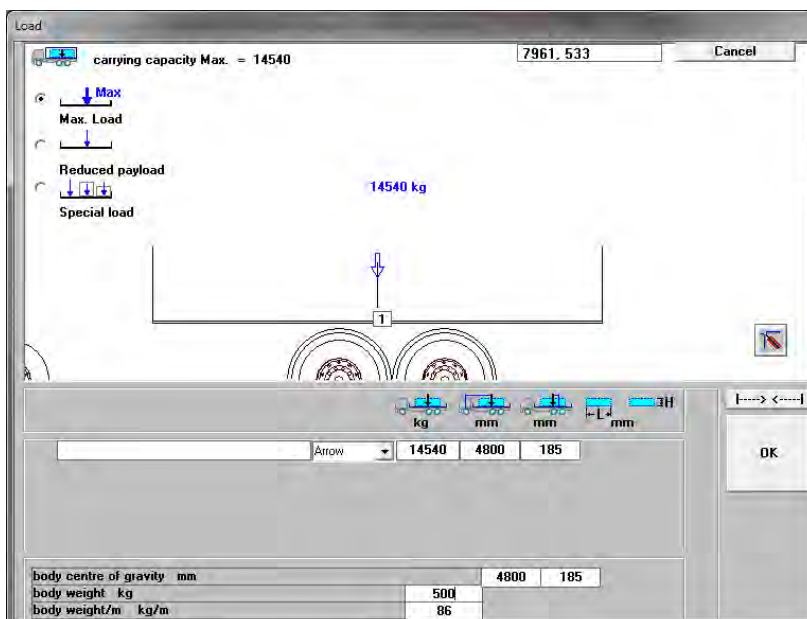 Load
carrying capacity Max. = 14540
7961, 533
Cancel
Max
Max. Load
Reduced payload
Special load
14540 kg
1
kg mm mm L mm H
|----> <----|
Arrow 14540 4800 185
OK
body centre of gravity mm 4800 185
body weight kg 500
body weight/m kg/m 86